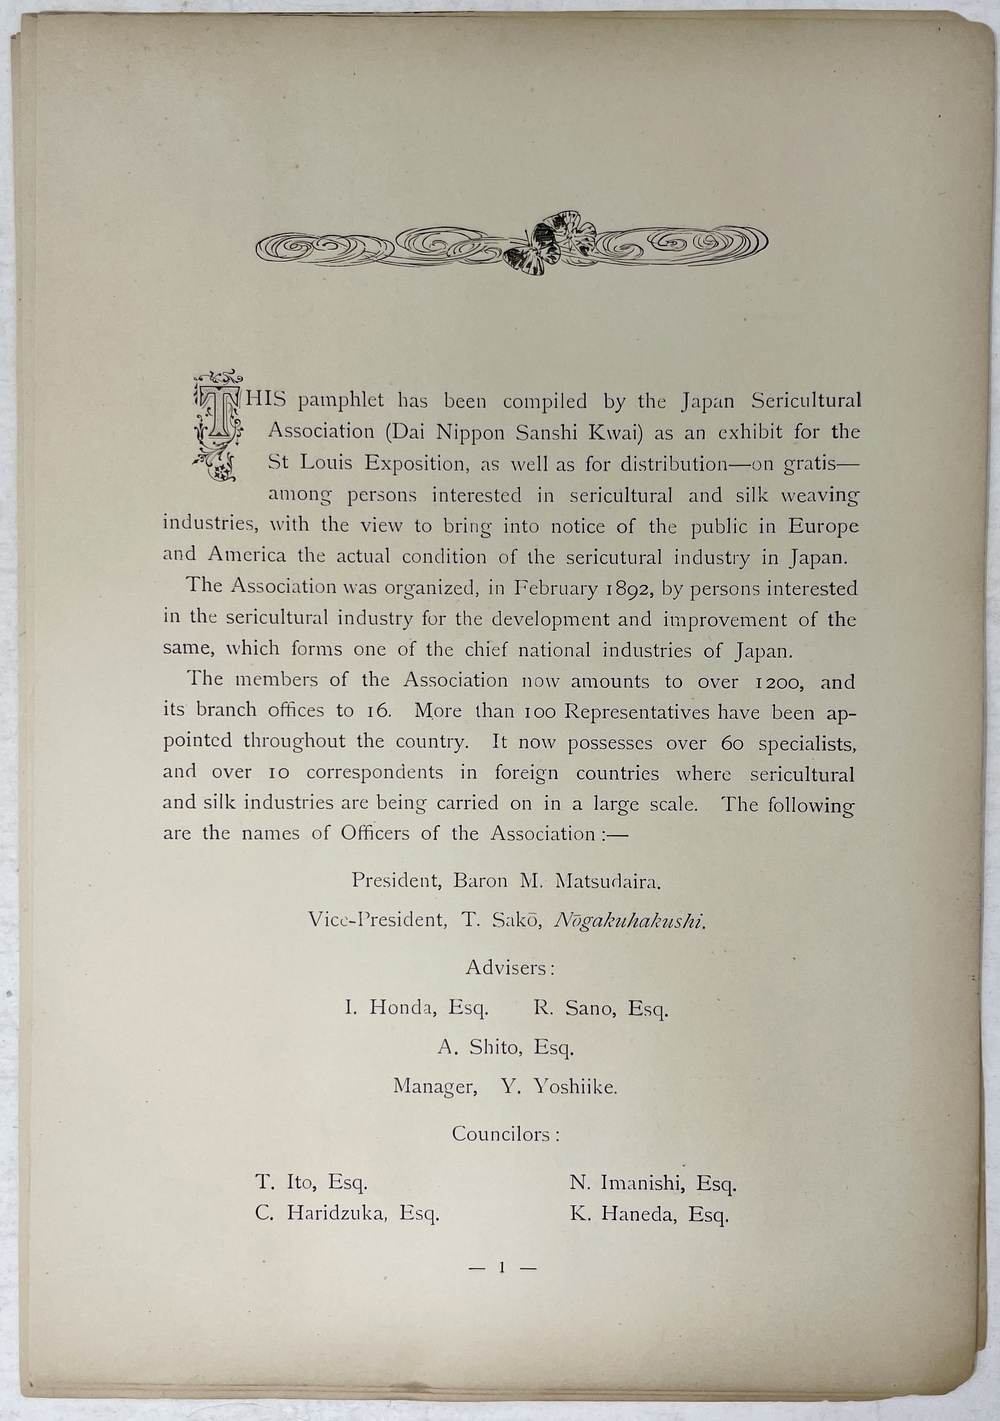 THIS pamphlet has been compiled by the Japan Sericultural
Association (Dai Nippon Sanshi Kwai) as an exhibit for the
St Louis Exposition, as well as for distribution—on gratis—
among persons interested in sericultural and silk weaving
industries, with the view to bring into notice of the public in Europe
and America the actual condition of the sericutural industry in Japan.
The Association was organized, in February 1892, by persons interested
in the sericultural industry for the development and improvement of the
same, which forms one of the chief national industries of Japan.
The members of the Association now amounts to over 1200, and
its branch offices to 16. More than 100 Representatives have been ap-
pointed throughout the country. It now possesses over 60 specialists,
and over 10 correspondents in foreign countries where sericultural
and silk industries are being carried on in a large scale. The following
are the names of Officers of the Association :—
President, Baron M. Matsudaira.
Vice-President, T. Sakō, Nōgakuhakushi.
Advisers :
I. Honda, Esq. R. Sano, Esq.
A. Shito, Esq.
Manager, Y. Yoshiike.
Councilors :
T. Ito, Esq. N. Imanishi, Esq.
C. Haridzuka, Esq. K. Haneda, Esq.
— 1 —